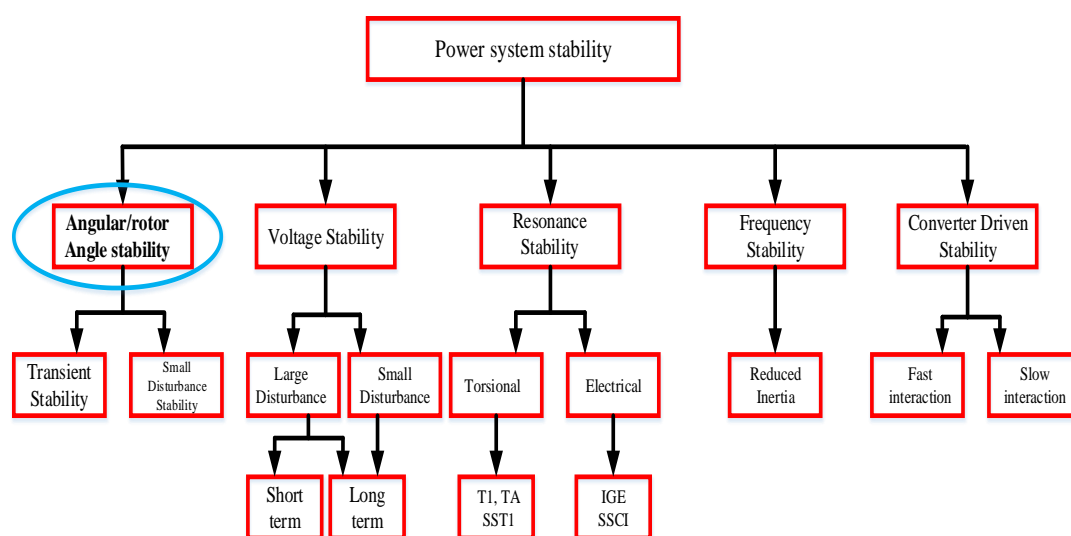 Power system stability
Angular/rotor
Angle stability
Voltage Stability
Resonance
Stability
Frequency
Stability
Converter Driven
Stability
Transient
Stability
Small
Disturbance
Stability
Large
Disturbance
Small
Disturbance
Torsional
Electrical
Reduced
Inertia
Fast
interaction
Slow
interaction
Short
term
Long
term
T1, TA
SST1
IGE
SSCI